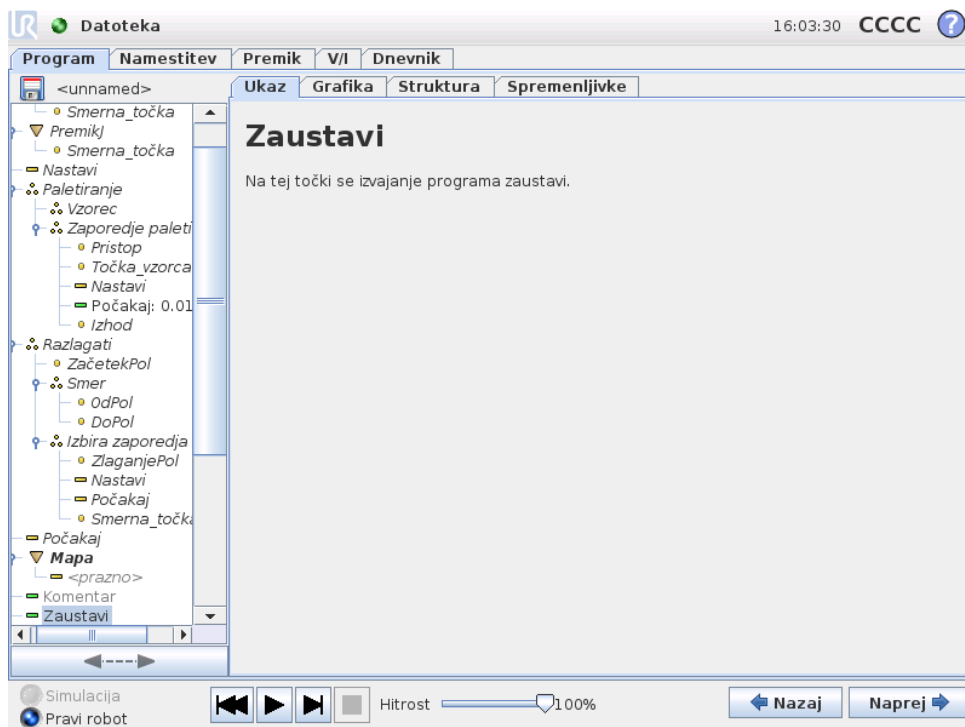 UR Datoteka 16:03:30 CCCC ?
Program Namestitev Premik V/I Dnevnik
<unnamed>
Ukaz Grafika Struktura Spremenljivke
Smerna_točka
PremikJ
Smerna_točka
Nastavi
Paletiranje
Vzorec
Zaporedje paleti
Pristop
Točka_vzorca
Nastavi
Počakaj: 0.01
Izhod
Razlagati
ZačetekPol
Smer
OdPol
DoPol
Izbira zaporedja
ZlaganjePol
Nastavi
Počakaj
Smerna_točka
Počakaj
Mapa
<prazno>
Komentar
Zaustavi
Zaustavi
Na tej točki se izvajanje programa zaustavi.
Simulacija
Pravi robot
Hitrost 100%
Nazaj Naprej